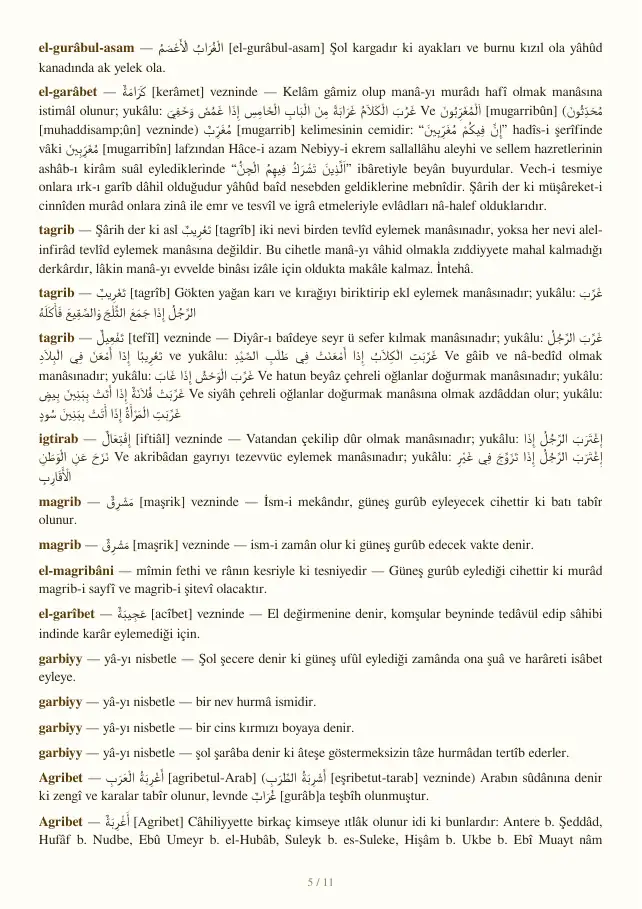 el-gurâbul-asam — اَلْغُرَابُ الْأَعْصَمُ [el-gurâbul-asam] Şol kargadır ki ayakları ve burnu kızıl ola yâhûd
kanadında ak yelek ola.
el-garâbet — كَرَامَةٌ [kerâmet] vezninde — Kelâm gâmiz olup manâ-yı murâdı hafî olmak manâsına
istimâl olunur; yukâlu: غَرُبَ الْكَلاَمُ غَرَابَةً مِنَ الْبَابِ الْخَامِسِ إِذَا غَمُضَ وَخَفِيَ Ve اَلْمُغَرِّبُونَ [mugarribûn] (مُحَدِّثُونَ
[muhaddisamp;ûn] vezninde) مُغَرِّبٌ [mugarrib] kelimesinin cemidir: “إِنَّ فِيكُمْ مُغَرِّبِينَ” hadîs-i şerîfinde
vâki مُغَرِّبِينَ [mugarribîn] lafzından Hâce-i azam Nebiyy-i ekrem sallallâhu aleyhi ve sellem hazretlerinin
ashâb-ı kirâm suâl eylediklerinde “اَلَّذِينَ تَشْرَكُ فِيهِمُ الْجِنُّ” ibâretiyle beyân buyurdular. Vech-i tesmiye
onlara ırk-ı garîb dâhil olduğudur yâhûd baîd nesebden geldiklerine mebnîdir. Şârih der ki müşâreket-i
cinnîden murâd onlara zinâ ile emr ve tesvîl ve igrâ etmeleriyle evlâdları nâ-halef olduklarıdır.
tagrib — Şârih der ki asl تَغْرِيبٌ [tagrîb] iki nevi birden tevlîd eylemek manâsınadır, yoksa her nevi alel-
infirâd tevlîd eylemek manâsına değildir. Bu cihetle manâ-yı vâhid olmakla zıddiyyete mahal kalmadığı
derkârdır, lâkin manâ-yı evvelde binâsı izâle için oldukta makâle kalmaz. İntehâ.
tagrib — تَغْرِيبٌ [tagrîb] Gökten yağan karı ve kırağıyı biriktirip ekl eylemek manâsınadır; yukâlu: غَرَّبَ
الرَّجُلُ إِذَا جَمَعَ الثَّلْجَ وَالصَّقِيعَ فَأَكَلَهُ
tagrib — تَفْعِيلٌ [tefîl] vezninde — Diyâr-ı baîdeye seyr ü sefer kılmak manâsınadır; yukâlu: غَرَّبَ الرَّجُلُ
تَغْرِيبًا إِذَا أَمْعَنَ فِي الْبِلاَدِ ve yukâlu: غَرَّبَتِ الْكِلاَبُ إِذَا أَمْعَنَتْ فِي طَلَبِ الصَّيْدِ Ve gâib ve nâ-bedîd olmak
manâsınadır; yukâlu: غَرَّبَ الْوَحْشُ إِذَا غَابَ Ve hatun beyâz çehreli oğlanlar doğurmak manâsınadır; yukâlu:
غَرَّبَتْ فُلاَنَةٌ إِذَا أَتَتْ بِبَنِينَ بِيضٍ Ve siyâh çehreli oğlanlar doğurmak manâsına olmak azdâddan olur; yukâlu:
غَرَّبَتِ الْمَرْأَةُ إِذَا أَتَتْ بِبَنِينَ سُودٍ
igtirab — إِفْتِعَالٌ [iftiâl] vezninde — Vatandan çekilip dûr olmak manâsınadır; yukâlu: إِغْتَرَبَ الرَّجُلُ إِذَا
نَزَحَ عَنِ الْوَطَنِ Ve akribâdan gayrıyı tezevvüc eylemek manâsınadır; yukâlu: إِغْتَرَبَ الرَّجُلُ إِذَا تَزَوَّجَ فِي غَيْرِ
الْأَقَارِبِ
magrib — مَشْرِقٌ [maşrik] vezninde — İsm-i mekândır, güneş gurûb eyleyecek cihettir ki batı tabîr
olunur.
magrib — مَشْرِقٌ [maşrik] vezninde — ism-i zamân olur ki güneş gurûb edecek vakte denir.
el-magribâni — mîmin fethi ve rânın kesriyle ki tesniyedir — Güneş gurûb eylediği cihettir ki murâd
magrib-i sayfî ve magrib-i şitevî olacaktır.
el-garîbet — عَجِيبَةٌ [acîbet] vezninde — El değirmenine denir, komşular beyninde tedâvül edip sâhibi
indinde karâr eylemediği için.
garbiyy — yâ-yı nisbetle — Şol şecere denir ki güneş ufûl eylediği zamânda ona şuâ ve harâreti isâbet
eyleye.
garbiyy — yâ-yı nisbetle — bir nev hurmâ ismidir.
garbiyy — yâ-yı nisbetle — bir cins kırmızı boyaya denir.
garbiyy — yâ-yı nisbetle — şol şarâba denir ki âteşe göstermeksizin tâze hurmâdan tertîb ederler.
Agribet — أَغْرِبَةُ الْعَرَبِ [agribetul-Arab] (أَشْرِبَةُ الطَّرَبِ [eşribetut-tarab] vezninde) Arabın sûdânına denir
ki zengî ve karalar tabîr olunur, levnde غُرَابٌ [gurâb]a teşbîh olunmuştur.
Agribet — أَغْرِبَةٌ [Agribet] Câhiliyyette birkaç kimseye ıtlâk olunur idi ki bunlardır: Antere b. Şeddâd,
Hufâf b. Nudbe, Ebû Umeyr b. el-Hubâb, Suleyk b. es-Suleke, Hişâm b. Ukbe b. Ebî Muayt nâm
5 / 11